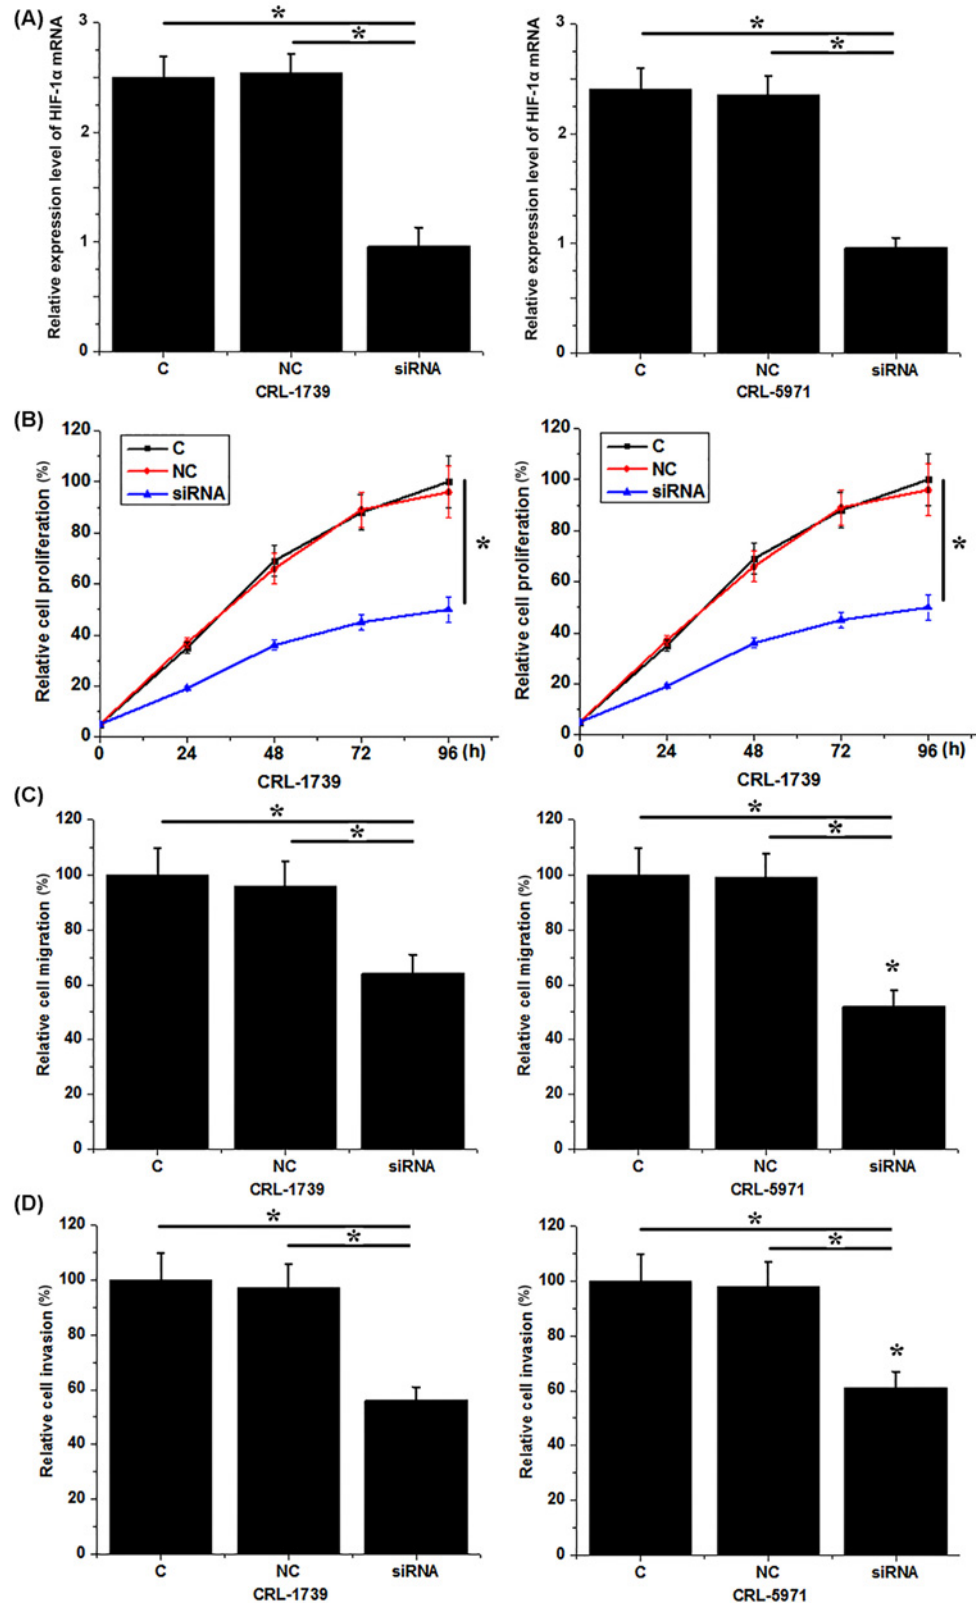 (A)
Relative expression level of HIF-1α mRNA
3
2
1
0
*
*
C NC siRNA
CRL-1739
Relative expression level of HIF-1α mRNA
3
2
1
0
*
*
C NC siRNA
CRL-5971
(B)
Relative cell proliferation (%)
120
100
80
60
40
20
0
C
NC
siRNA
*
0 24 48 72 96 (h)
CRL-1739
Relative cell proliferation (%)
120
100
80
60
40
20
0
C
NC
siRNA
*
0 24 48 72 96 (h)
CRL-1739
(C)
Relative cell migration (%)
120
100
80
60
40
20
0
*
*
C NC siRNA
CRL-1739
Relative cell migration (%)
120
100
80
60
40
20
0
*
*
*
C NC siRNA
CRL-5971
(D)
Relative cell invasion (%)
120
100
80
60
40
20
0
*
*
C NC siRNA
CRL-1739
Relative cell invasion (%)
120
100
80
60
40
20
0
*
*
*
C NC siRNA
CRL-5971